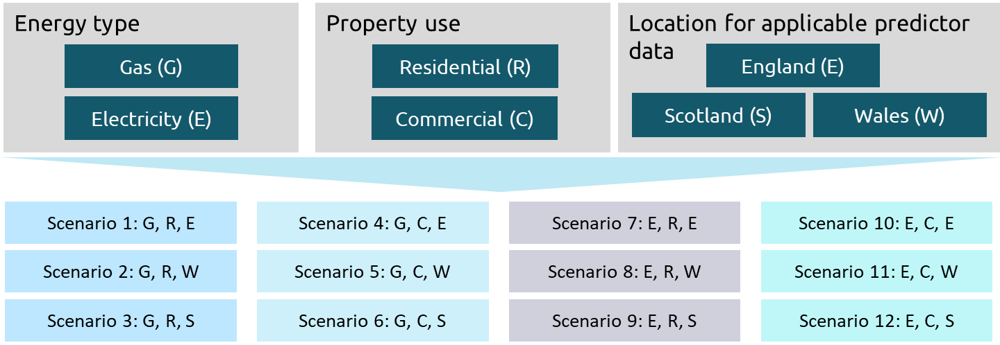 Energy type
Gas (G)
Electricity (E)
Property use
Residential (R)
Commercial (C)
Location for applicable predictor
data
England (E)
Scotland (S)
Wales (W)
Scenario 1: G, R, E
Scenario 2: G, R, W
Scenario 3: G, R, S
Scenario 4: G, C, E
Scenario 5: G, C, W
Scenario 6: G, C, S
Scenario 7: E, R, E
Scenario 8: E, R, W
Scenario 9: E, R, S
Scenario 10: E, C, E
Scenario 11: E, C, W
Scenario 12: E, C, S